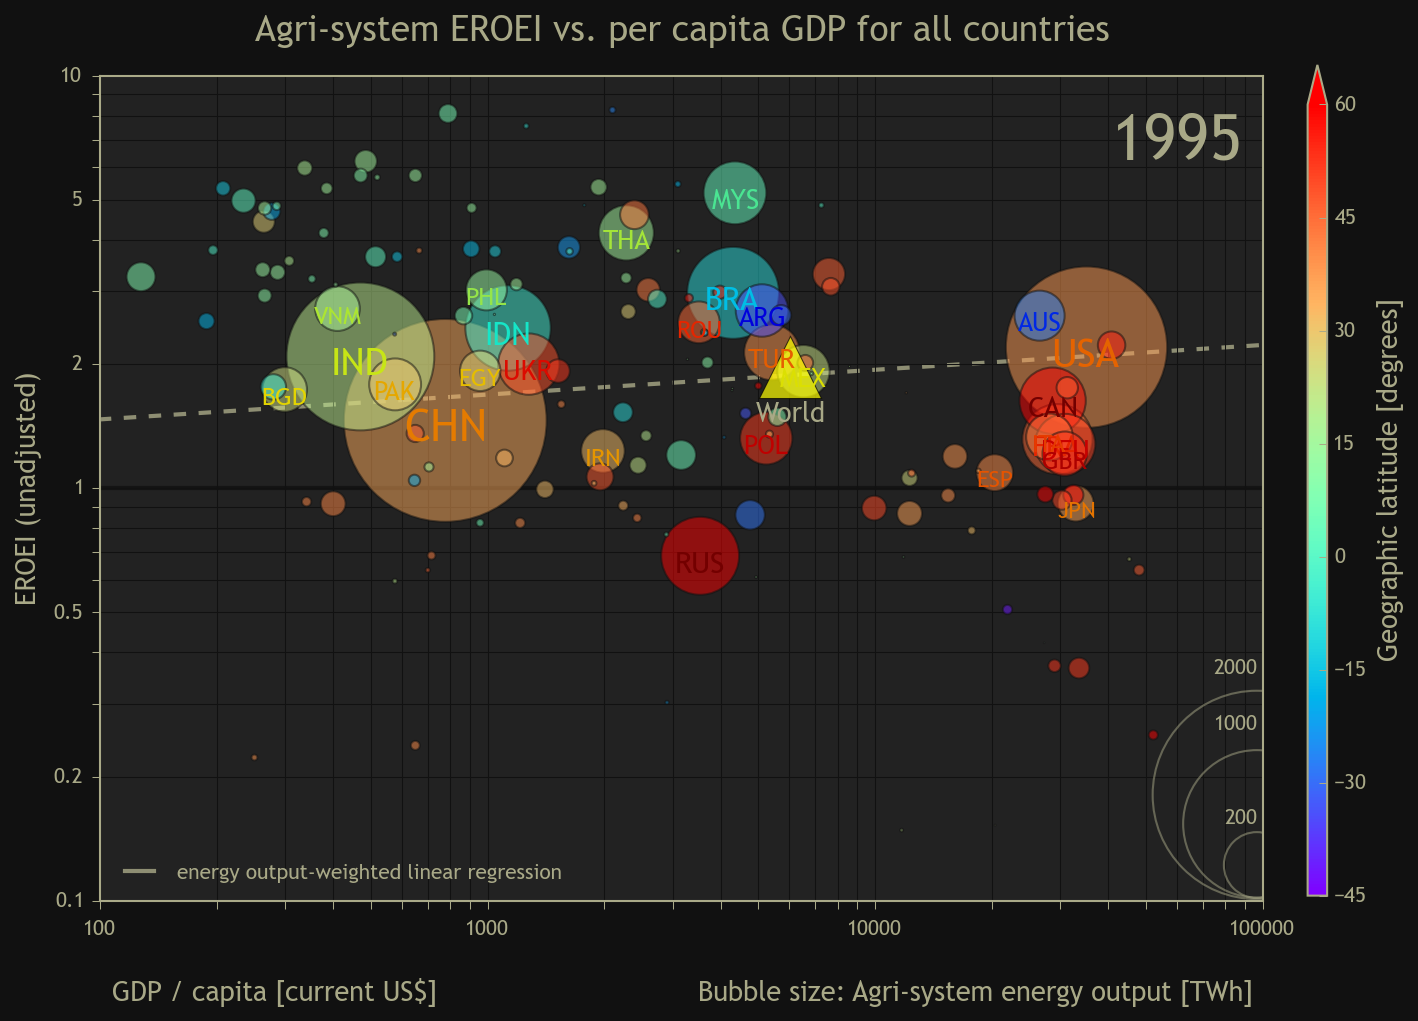 Agri-system EROEI vs. per capita GDP for all countries
1995
10
5
2
1
0.5
0.2
0.1
EROEI (unadjusted)
MYS
THA
PHL
VNM
BRA
ARG
IDN
ROU
AUS
IND
UKR
TUR
USA
EGY
PAK
MEX
BGD
World
CAN
CHN
POL
FRA
DEU
GBR
IRN
ESP
JPN
RUS
2000
1000
200
energy output-weighted linear regression
100
1000
10000
100000
GDP / capita [current US$]
Bubble size: Agri-system energy output [TWh]
60
45
30
15
0
−15
−30
−45
Geographic latitude [degrees]